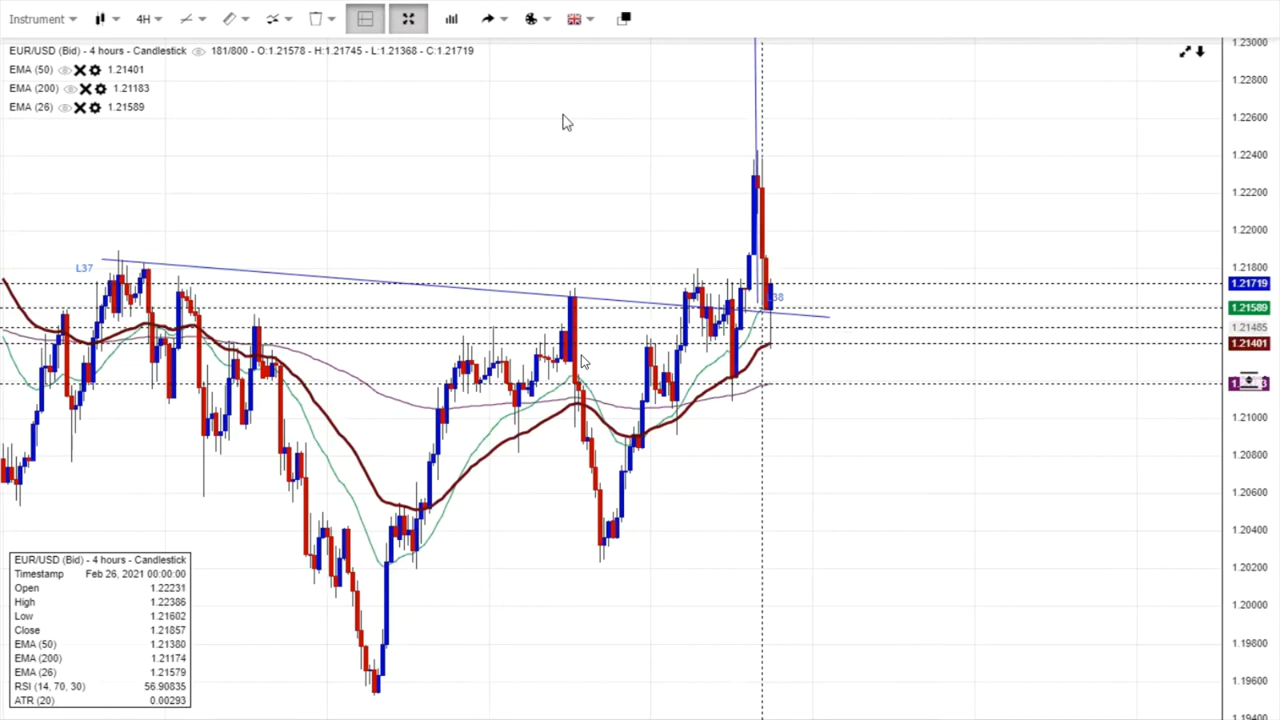 Instrument 4H
EUR/USD (Bid) - 4 hours - Candlestick 181/800 - O:1.21578 - H:1.21745 - L:1.21368 - C:1.21719
EMA (50) 1.21401
EMA (200) 1.21183
EMA (26) 1.21589
L37
38
1.23000
1.22800
1.22600
1.22400
1.22200
1.22000
1.21800
1.21719
1.21589
1.21485
1.21401
1.21000
1.20800
1.20600
1.20400
1.20200
1.20000
1.19800
1.19600
1.19400
EUR/USD (Bid) - 4 hours - Candlestick
Timestamp Feb 26, 2021 00:00:00
Open 1.22231
High 1.22386
Low 1.21602
Close 1.21857
EMA (50) 1.21380
EMA (200) 1.21174
EMA (26) 1.21579
RSI (14, 70, 30) 56.90835
ATR (20) 0.00293